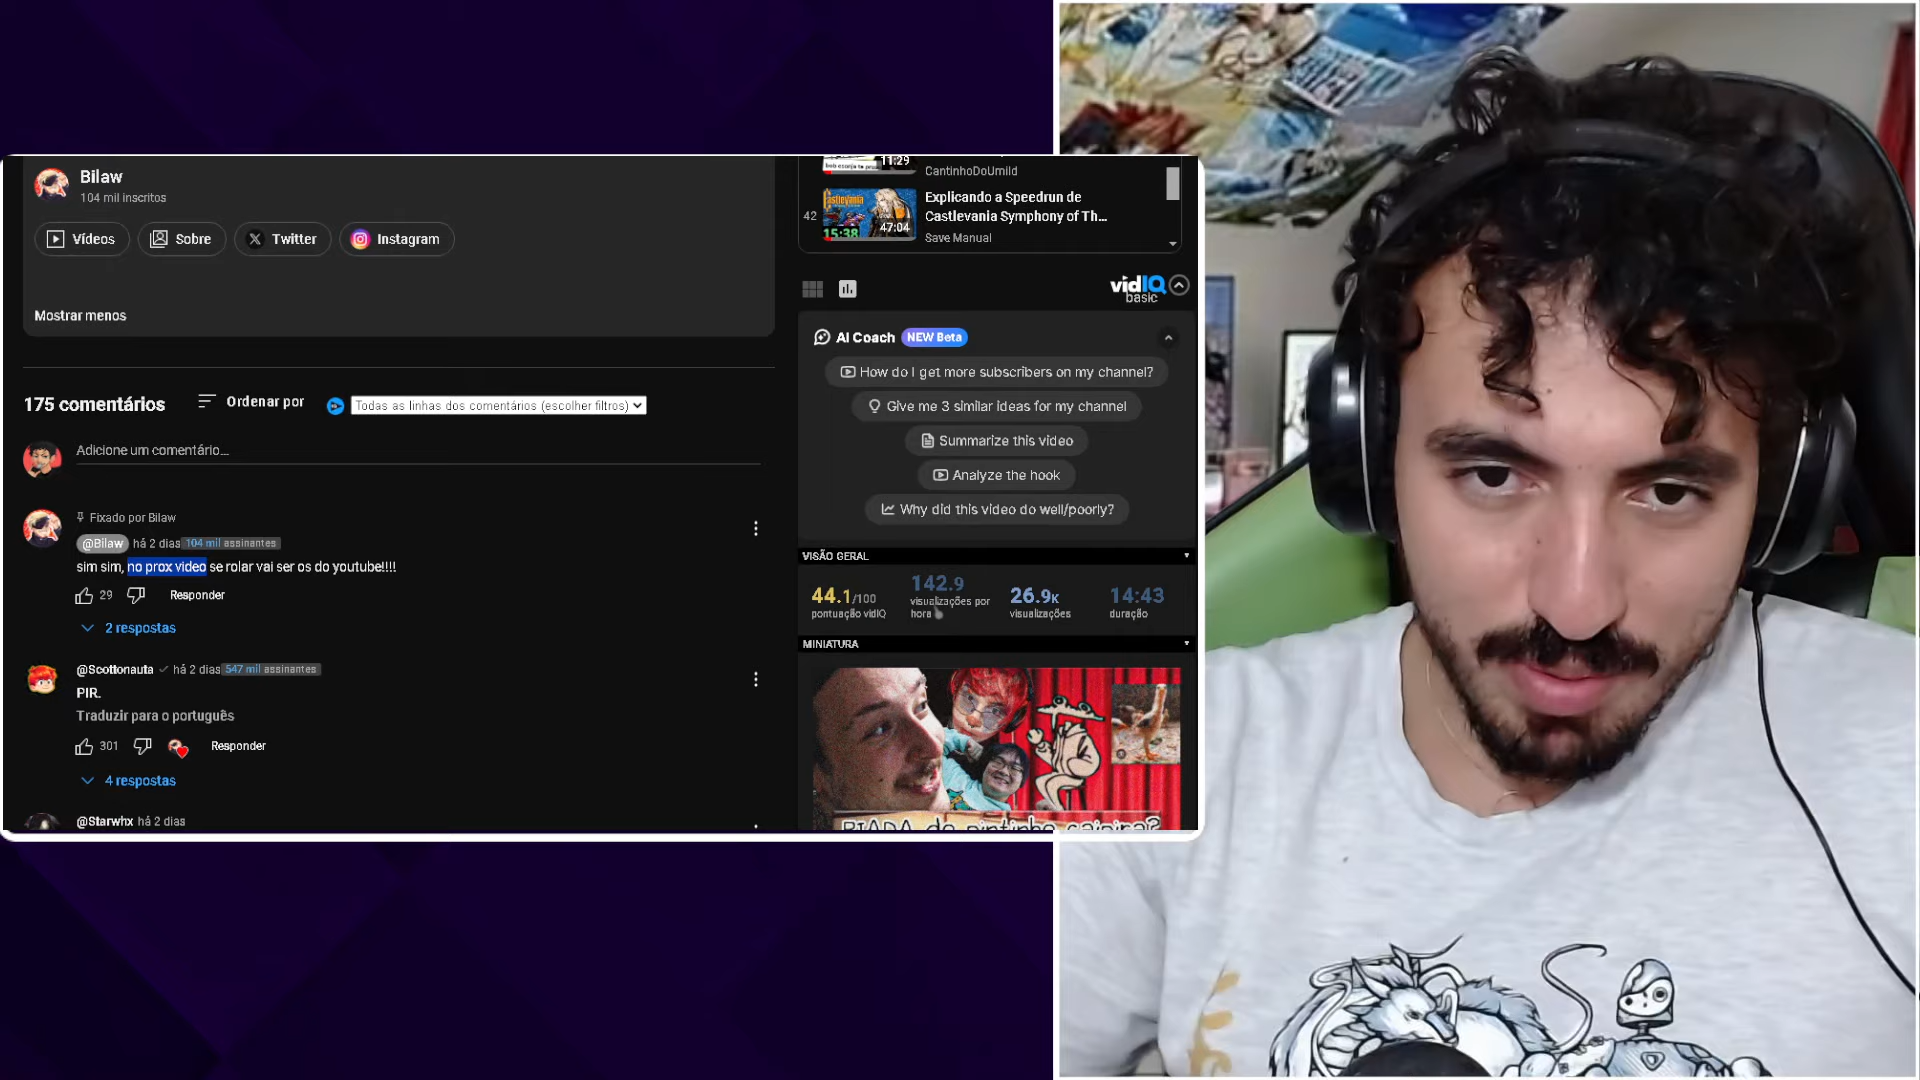 Bilaw
104 mil inscritos
Vídeos
Sobre
Twitter
Instagram
Mostrar menos
175 comentários
Ordenar por
Todas as linhas dos comentários (escolher filtros)
Adicione um comentário...
Fixado por Bilaw
@Bilaw há 2 dias 104 mil assinantes
sim sim, no prox video se rolar vai ser os do youtube!!!!
29 Responder
2 respostas
@Scottonauta há 2 dias 547 mil assinantes
PIR.
Traduzir para o português
301 Responder
4 respostas
@Starwhx há 2 dias
11:29
CantinhoDoUmild
42
15:38
47:04
Explicando a Speedrun de
Castlevania Symphony of Th...
Save Manual
vidIQ
basic
AI Coach NEW Beta
How do I get more subscribers on my channel?
Give me 3 similar ideas for my channel
Summarize this video
Analyze the hook
Why did this video do well/poorly?
VISÃO GERAL
44.1/100
pontuação vidIQ
142.9
visualizações por
hora
26.9K
visualizações
14:43
duração
MINIATURA
PIADA do pintinho caipira?